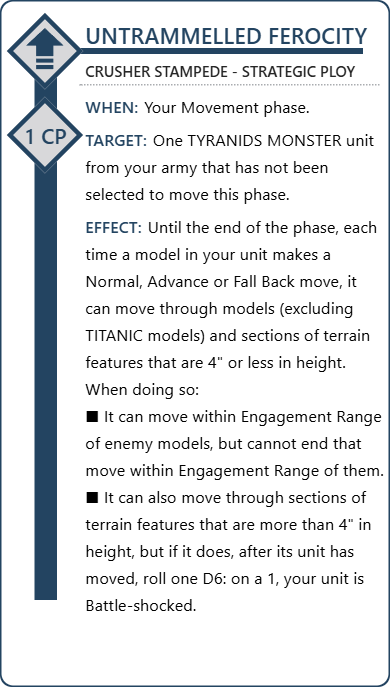 UNTRAMMELLED FEROCITY
CRUSHER STAMPEDE - STRATEGIC PLOY
WHEN: Your Movement phase.
1 CP
TARGET: One TYRANIDS MONSTER unit
from your army that has not been
selected to move this phase.
EFFECT: Until the end of the phase, each
time a model in your unit makes a
Normal, Advance or Fall Back move, it
can move through models (excluding
TITANIC models) and sections of terrain
features that are 4" or less in height.
When doing so:
■ It can move within Engagement Range
of enemy models, but cannot end that
move within Engagement Range of them.
■ It can also move through sections of
terrain features that are more than 4" in
height, but if it does, after its unit has
moved, roll one D6: on a 1, your unit is
Battle-shocked.